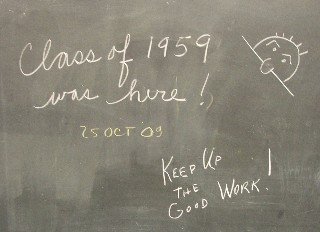 Class of 1959
was here!
25 OCT 09
KEEP UP !
THE
GOOD WORK!